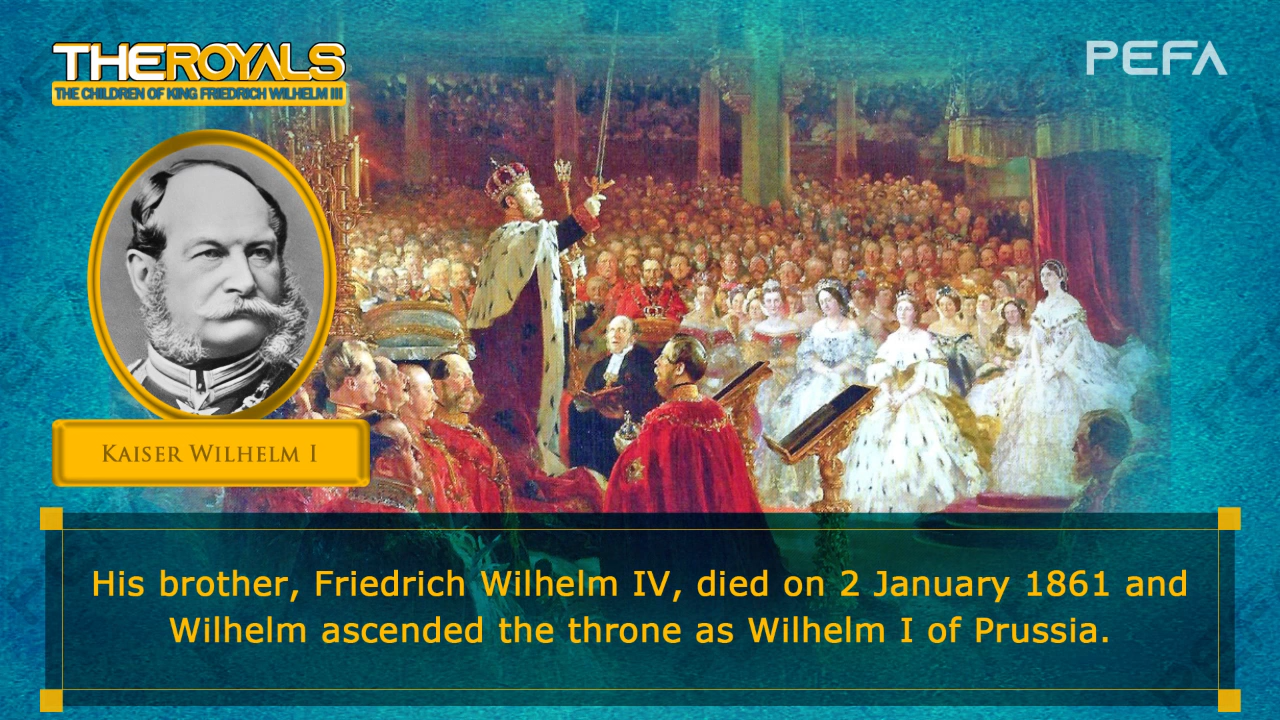 THEROYALS
THE CHILDREN OF KING FRIEDRICH WILHELM III
PEFA
KAISER WILHELM I
His brother, Friedrich Wilhelm IV, died on 2 January 1861 and
Wilhelm ascended the throne as Wilhelm I of Prussia.